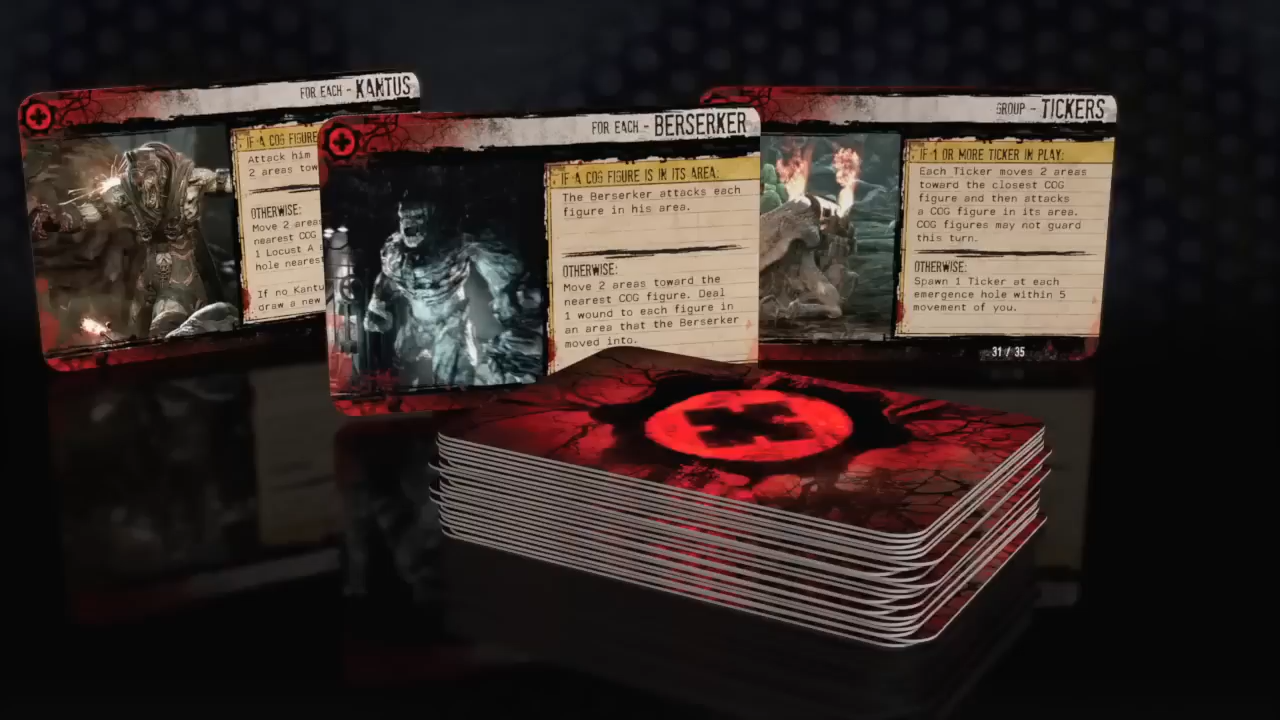 FOR EACH - KANTUS
IF A COG FIGURE
Attack him
2 areas tow
OTHERWISE:
Move 2 areas
nearest COG
1 Locust A
hole nearest
If no Kantu
draw a new
FOR EACH - BERSERKER
IF A COG FIGURE IS IN ITS AREA:
The Berserker attacks each
figure in his area.
OTHERWISE:
Move 2 areas toward the
nearest COG figure. Deal
1 wound to each figure in
an area that the Berserker
moved into.
GROUP - TICKERS
IF 1 OR MORE TICKER IN PLAY:
Each Ticker moves 2 areas
toward the closest COG
figure and then attacks
a COG figure in its area.
COG figures may not guard
this turn.
OTHERWISE:
Spawn 1 Ticker at each
emergence hole within 5
movement of you.
31 / 35